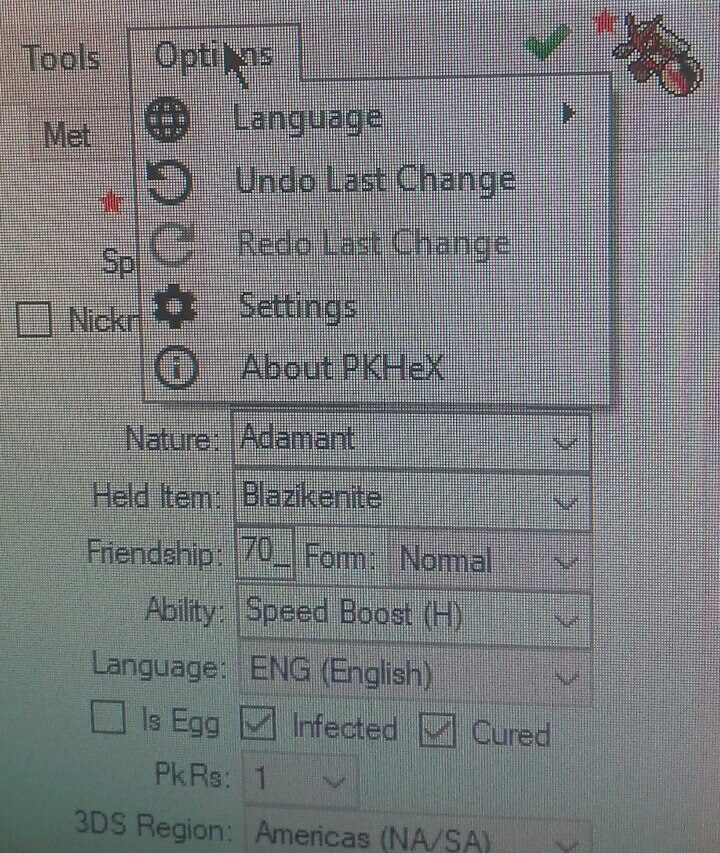 Tools Options
Language
Met
Undo Last Change
Redo Last Change
Sp
Settings
Nickn
About PKHeX
Nature: Adamant
Held Item: Blazikenite
Friendship: 70_ Form: Normal
Ability: Speed Boost (H)
Language: ENG (English)
Is Egg Infected Cured
PkRs: 1
3DS Region: Americas (NA/SA)